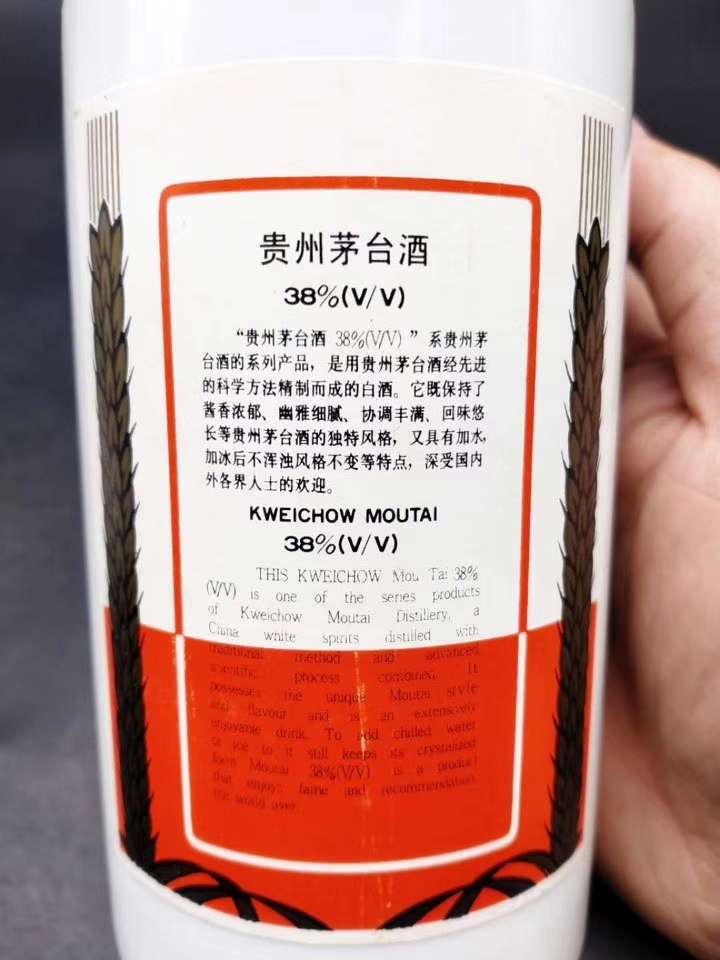 贵州茅台酒
38%(V/V)
“贵州茅台酒 38%(V/V)”系贵州茅
台酒的系列产品，是用贵州茅台酒经先进
的科学方法精制而成的白酒。它既保持了
酱香浓郁、幽雅细腻、协调丰满、回味悠
长等贵州茅台酒的独特风格，又具有加水，
加冰后不浑浊风格不变等特点，深受国内
外各界人士的欢迎。
KWEICHOW MOUTAI
38%(V/V)
THIS KWEICHOW Mou Tai 38%
(V/V) is one of the series products
of Kweichow Moutai Distillery, a
China white spirits distilled with
traditional method and advanced
scientific process combined. It
possesses the unique Moutai style
and flavour and is an extensively
enjoyable drink. To add chilled water
or ice to it still keeps its crystalized
form Moutai 38%(V/V) is a product
that enjoys fame and recommendation
the world over.